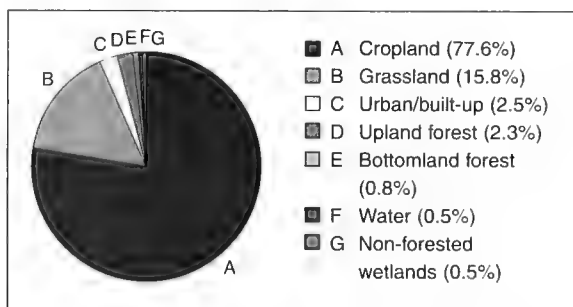 C DEFG
B
A
A Cropland (77.6%)
B Grassland (15.8%)
C Urban/built-up (2.5%)
D Upland forest (2.3%)
E Bottomland forest
(0.8%)
F Water (0.5%)
G Non-forested
wetlands (0.5%)